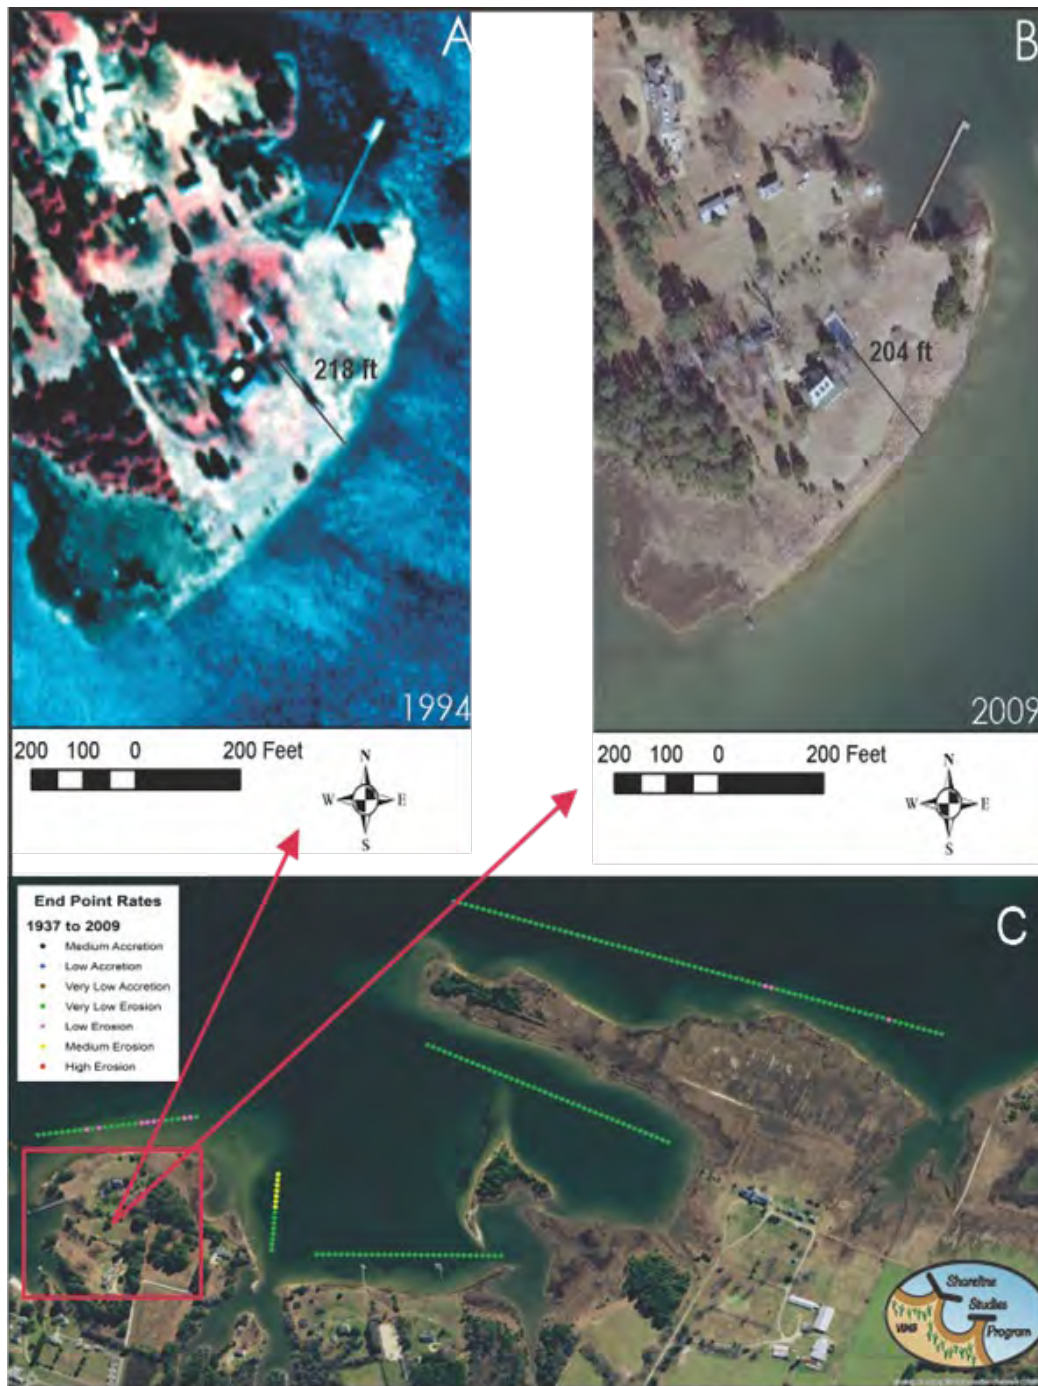 A
218 ft
1994
200 100 0 200 Feet
N
W E
S
B
204 ft
2009
200 100 0 200 Feet
N
W E
S
C
End Point Rates
1937 to 2009
Medium Accretion
Low Accretion
Very Low Accretion
Very Low Erosion
Low Erosion
Medium Erosion
High Erosion
Shoreline
Studies
Program
VIMS